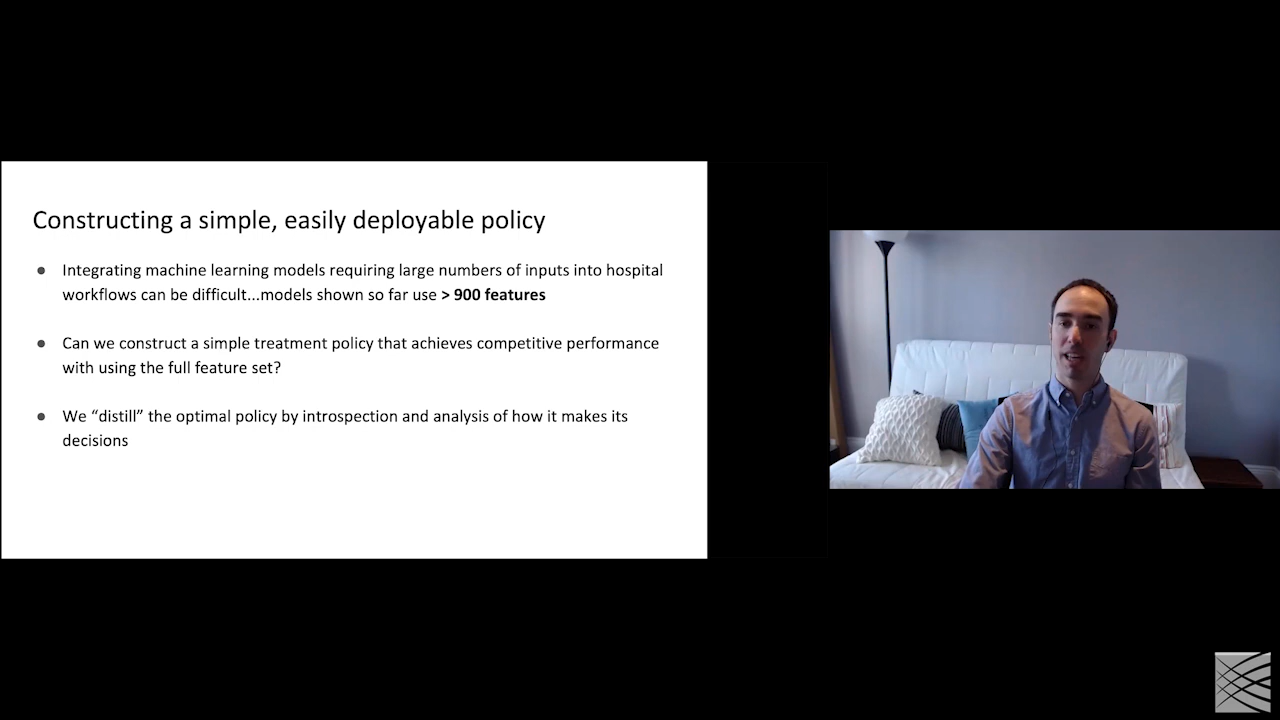 Constructing a simple, easily deployable policy
● Integrating machine learning models requiring large numbers of inputs into hospital
workflows can be difficult...models shown so far use > 900 features
● Can we construct a simple treatment policy that achieves competitive performance
with using the full feature set?
● We “distill” the optimal policy by introspection and analysis of how it makes its
decisions